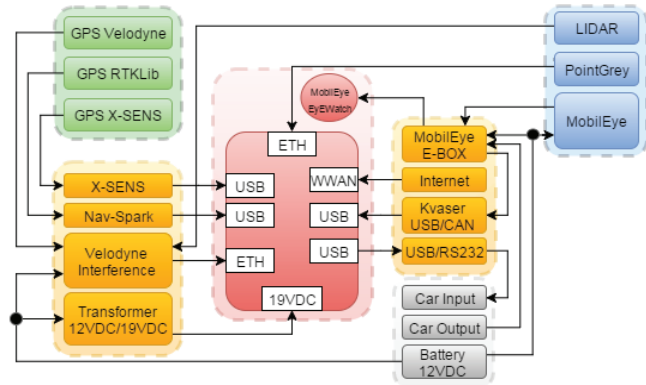 GPS Velodyne
GPS RTKLib
GPS X-SENS
X-SENS
Nav-Spark
Velodyne
Interference
Transformer
12VDC/19VDC
MobilEye
EyEWatch
ETH
USB
USB
ETH
WWAN
USB
USB
19VDC
MobilEye
E-BOX
Internet
Kvaser
USB/CAN
USB/RS232
Car Input
Car Output
Battery
12VDC
LIDAR
PointGrey
MobilEye